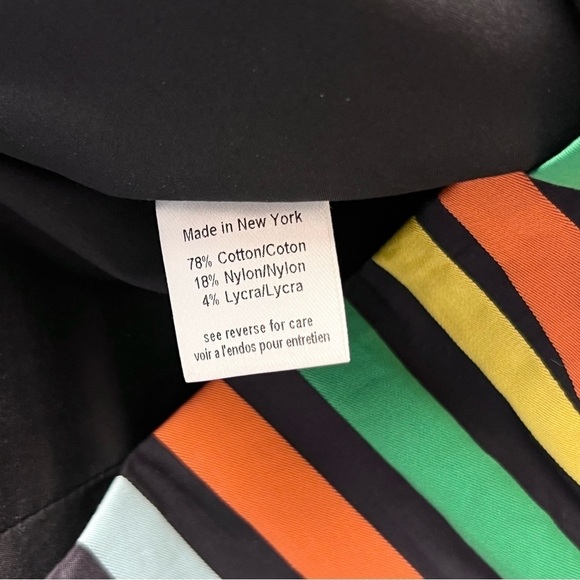 Made in New York
78% Cotton/Coton
18% Nylon/Nylon
4% Lycra/Lycra
see reverse for care
voir a l'endos pour entretien